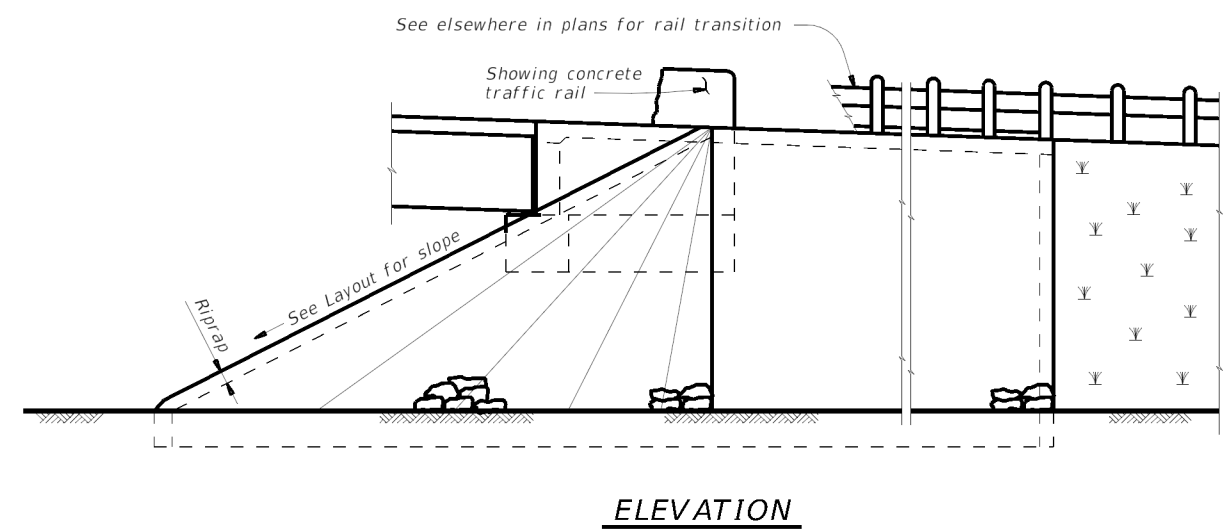 See elsewhere in plans for rail transition
Showing concrete
traffic rail
See Layout for slope
Riprap
ELEVATION